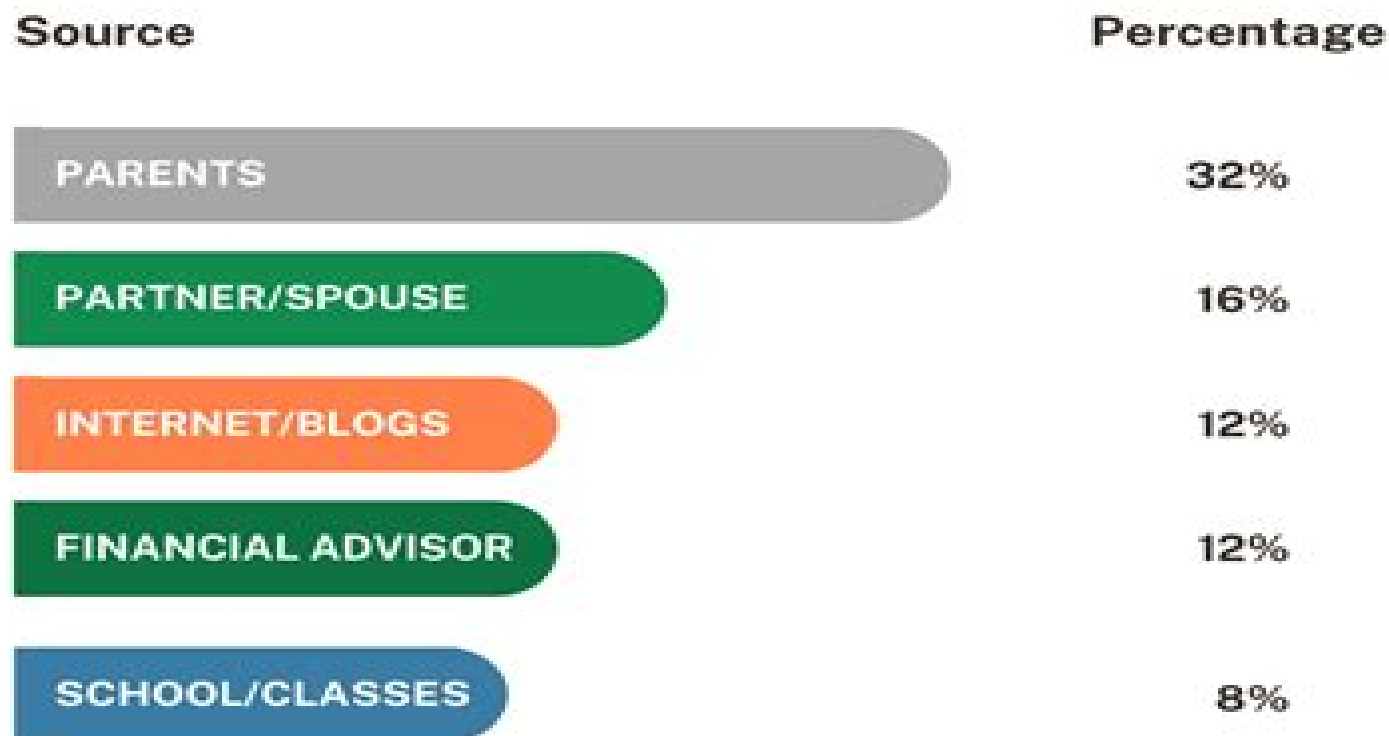 Source Percentage
PARENTS 32%
PARTNER/SPOUSE 16%
INTERNET/BLOGS 12%
FINANCIAL ADVISOR 12%
SCHOOL/CLASSES 8%